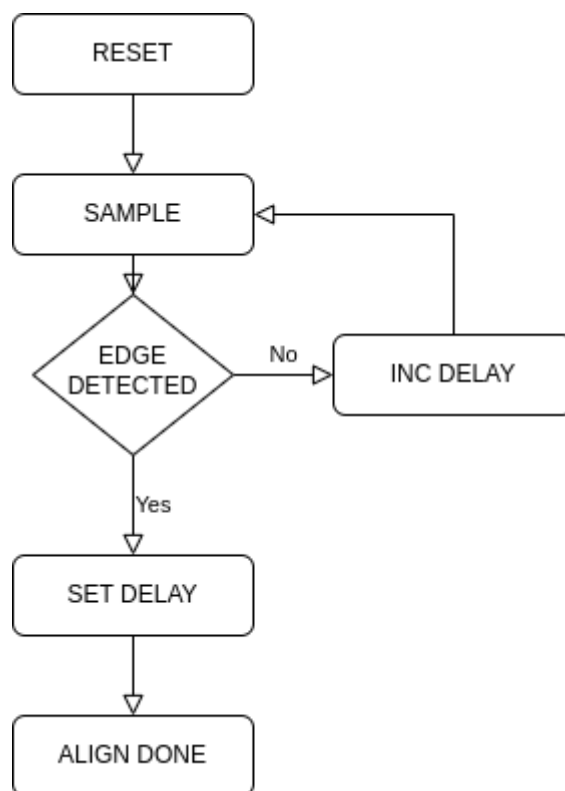 RESET
SAMPLE
EDGE
DETECTED
No
INC DELAY
Yes
SET DELAY
ALIGN DONE